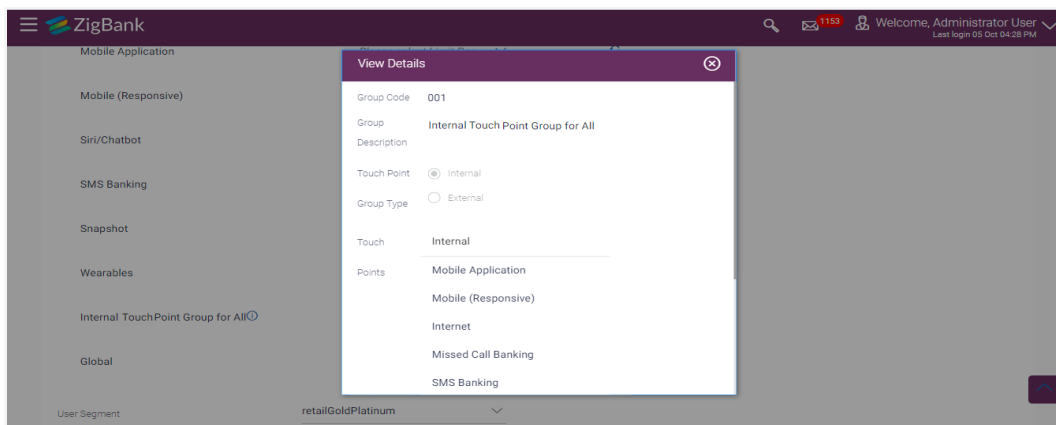 ZigBank
1153
Welcome, Administrator User
Last login 05 Oct 04:28 PM
Mobile Application
Mobile (Responsive)
Siri/Chatbot
SMS Banking
Snapshot
Wearables
Internal TouchPoint Group for All
Global
User Segment
retailGoldPlatinum
View Details
Group Code 001
Group Description
Internal Touch Point Group for All
Touch Point Group Type
Internal
External
Touch Points
Internal
Mobile Application
Mobile (Responsive)
Internet
Missed Call Banking
SMS Banking